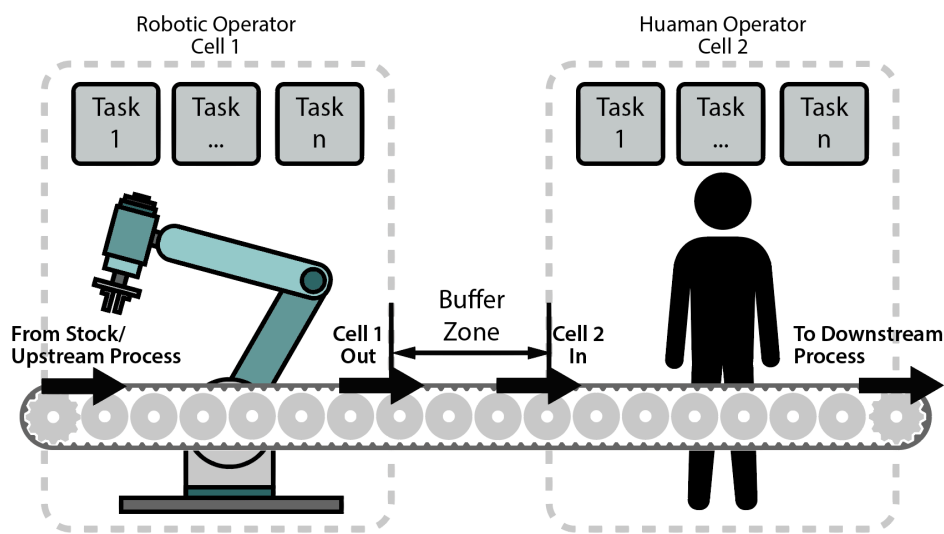 Robotic Operator
Cell 1
Huaman Operator
Cell 2
Task
1
Task
...
Task
n
Task
1
Task
...
Task
n
From Stock/
Upstream Process
Cell 1
Out
Buffer
Zone
Cell 2
In
To Downstream
Process